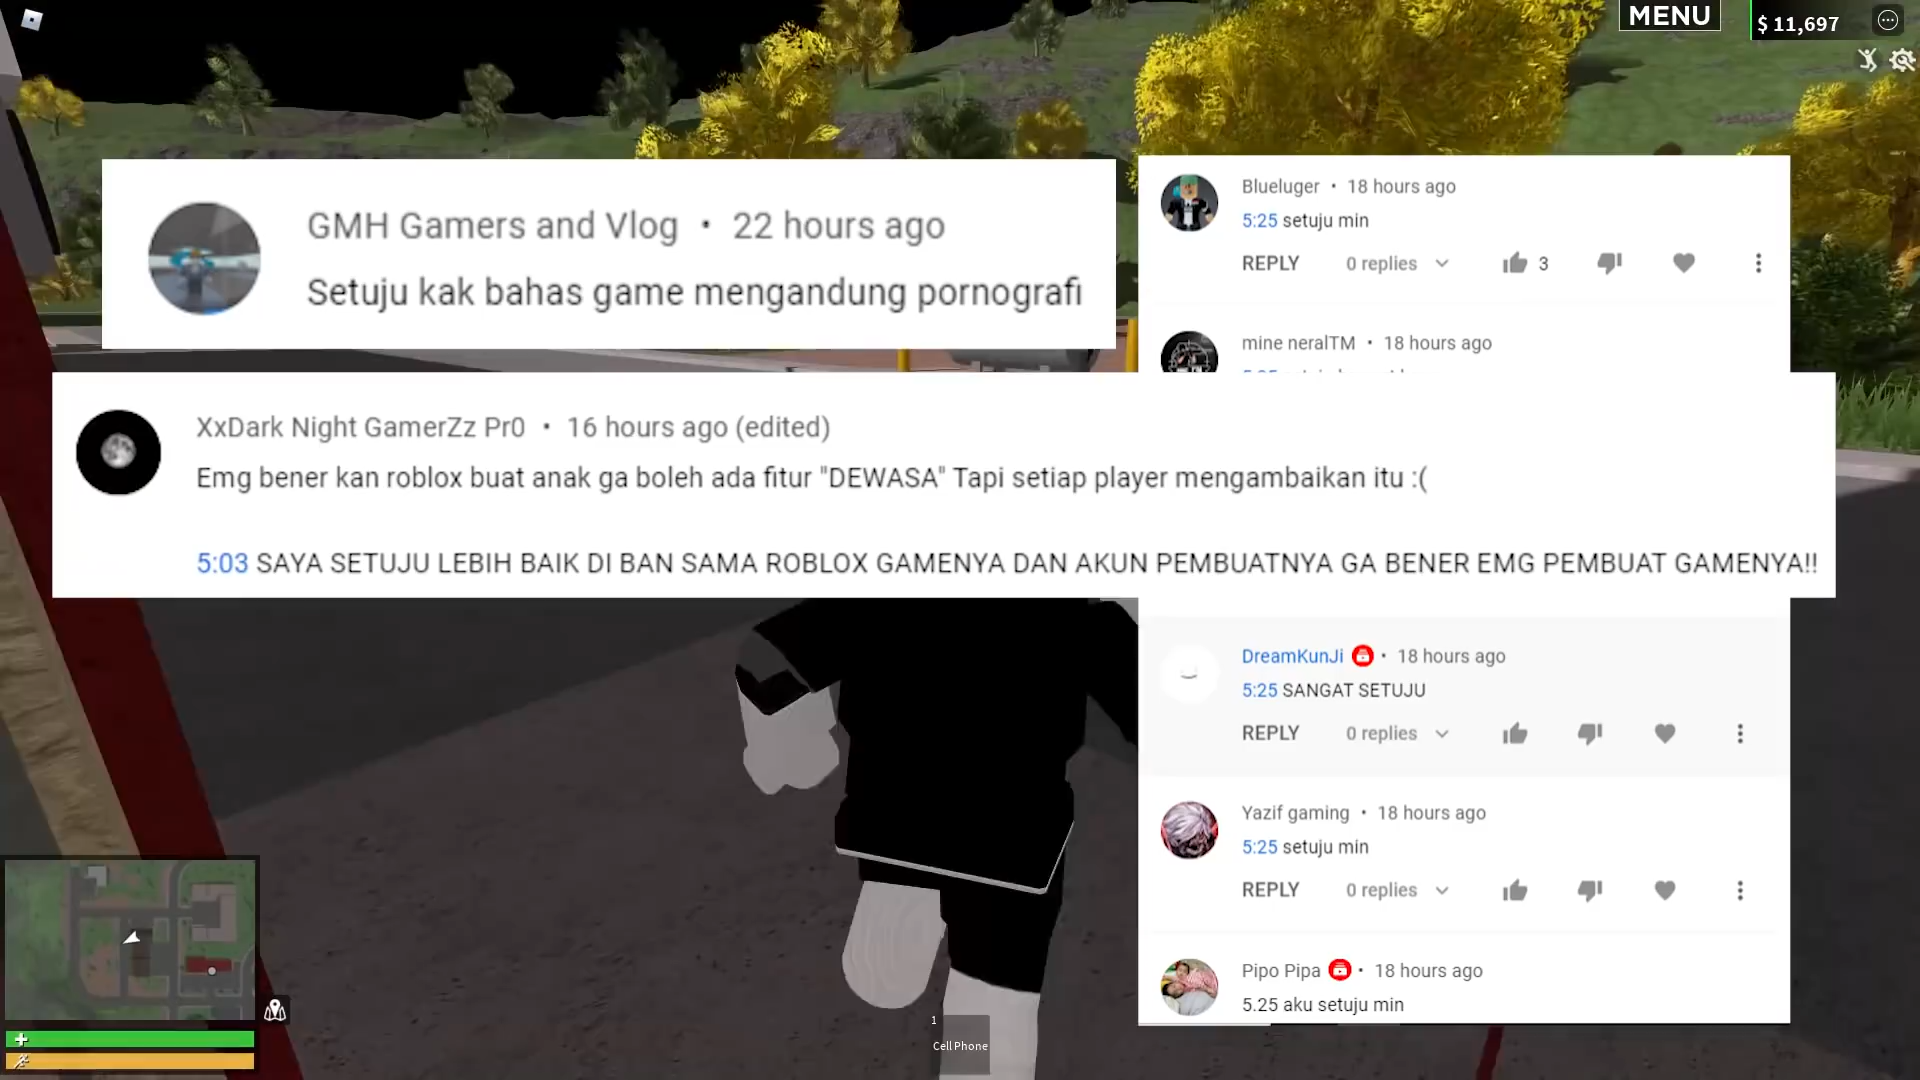 MENU
$ 11,697
GMH Gamers and Vlog • 22 hours ago
Setuju kak bahas game mengandung pornografi
Blueluger • 18 hours ago
5:25 setuju min
REPLY 0 replies 3
mine neralTM • 18 hours ago
XxDark Night GamerZz Pr0 • 16 hours ago (edited)
Emg bener kan roblox buat anak ga boleh ada fitur "DEWASA" Tapi setiap player mengambaikan itu :(
5:03 SAYA SETUJU LEBIH BAIK DI BAN SAMA ROBLOX GAMENYA DAN AKUN PEMBUATNYA GA BENER EMG PEMBUAT GAMENYA!!
DreamKunJi • 18 hours ago
5:25 SANGAT SETUJU
REPLY 0 replies
Yazif gaming • 18 hours ago
5:25 setuju min
REPLY 0 replies
Pipo Pipa • 18 hours ago
5.25 aku setuju min
1
Cell Phone